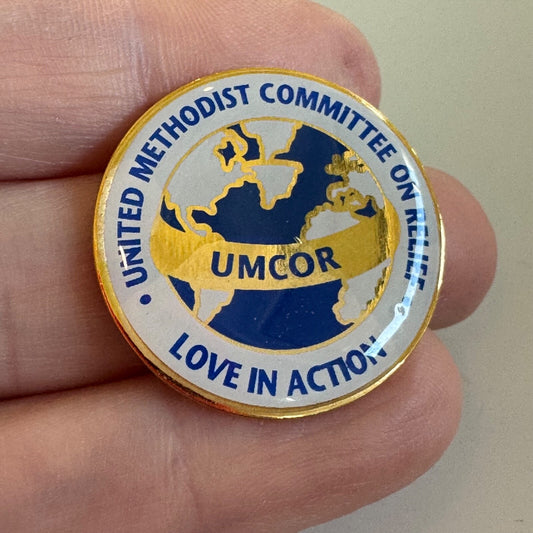 • UNITED METHODIST COMMITTEE ON RELIEF •
UMCOR
LOVE IN ACTION